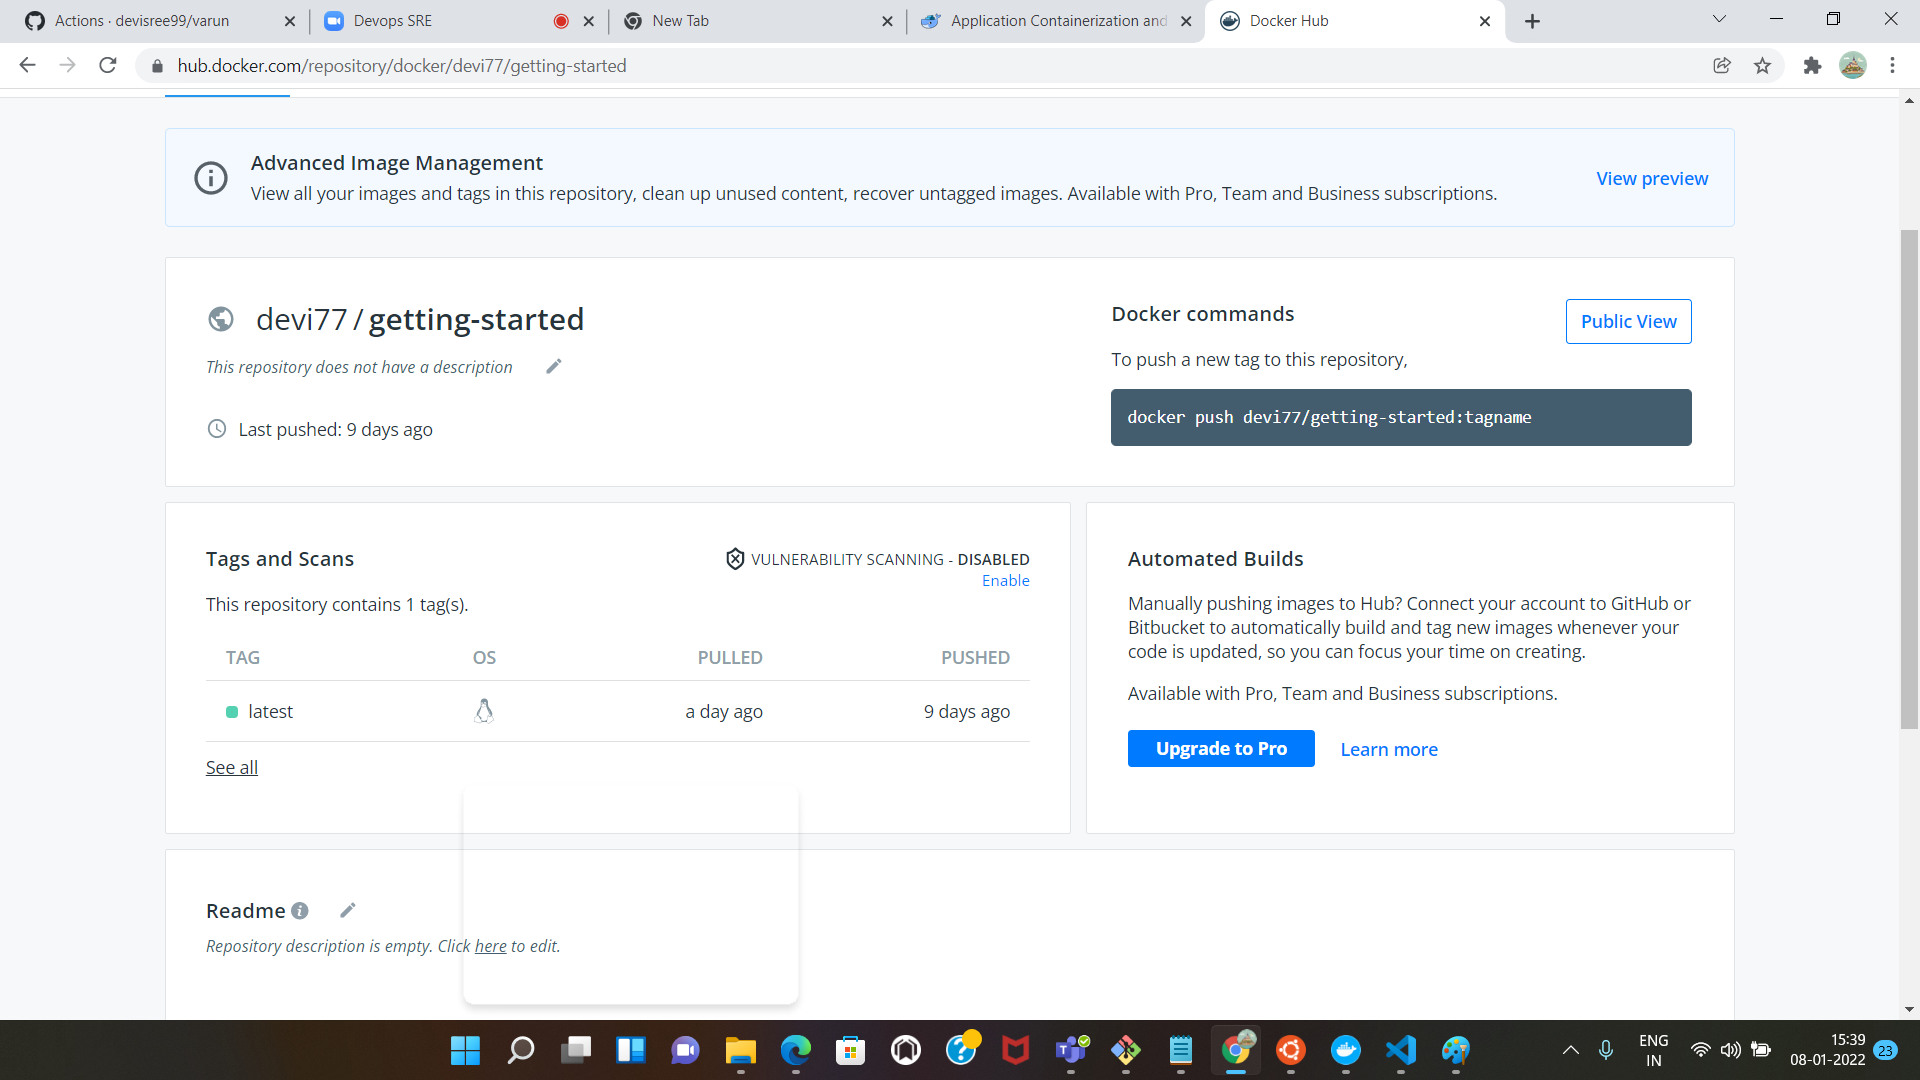 Actions · devisree99/varun
Devops SRE
New Tab
Application Containerization and
Docker Hub
hub.docker.com/repository/docker/devi77/getting-started
Advanced Image Management
View all your images and tags in this repository, clean up unused content, recover untagged images. Available with Pro, Team and Business subscriptions.
View preview
devi77 / getting-started
This repository does not have a description
Last pushed: 9 days ago
Docker commands
Public View
To push a new tag to this repository,
docker push devi77/getting-started:tagname
Tags and Scans
VULNERABILITY SCANNING - DISABLED
Enable
This repository contains 1 tag(s).
TAG OS PULLED PUSHED
latest a day ago 9 days ago
See all
Automated Builds
Manually pushing images to Hub? Connect your account to GitHub or
Bitbucket to automatically build and tag new images whenever your
code is updated, so you can focus your time on creating.
Available with Pro, Team and Business subscriptions.
Upgrade to Pro
Learn more
Readme
Repository description is empty. Click here to edit.
ENG
IN
15:39
08-01-2022
23